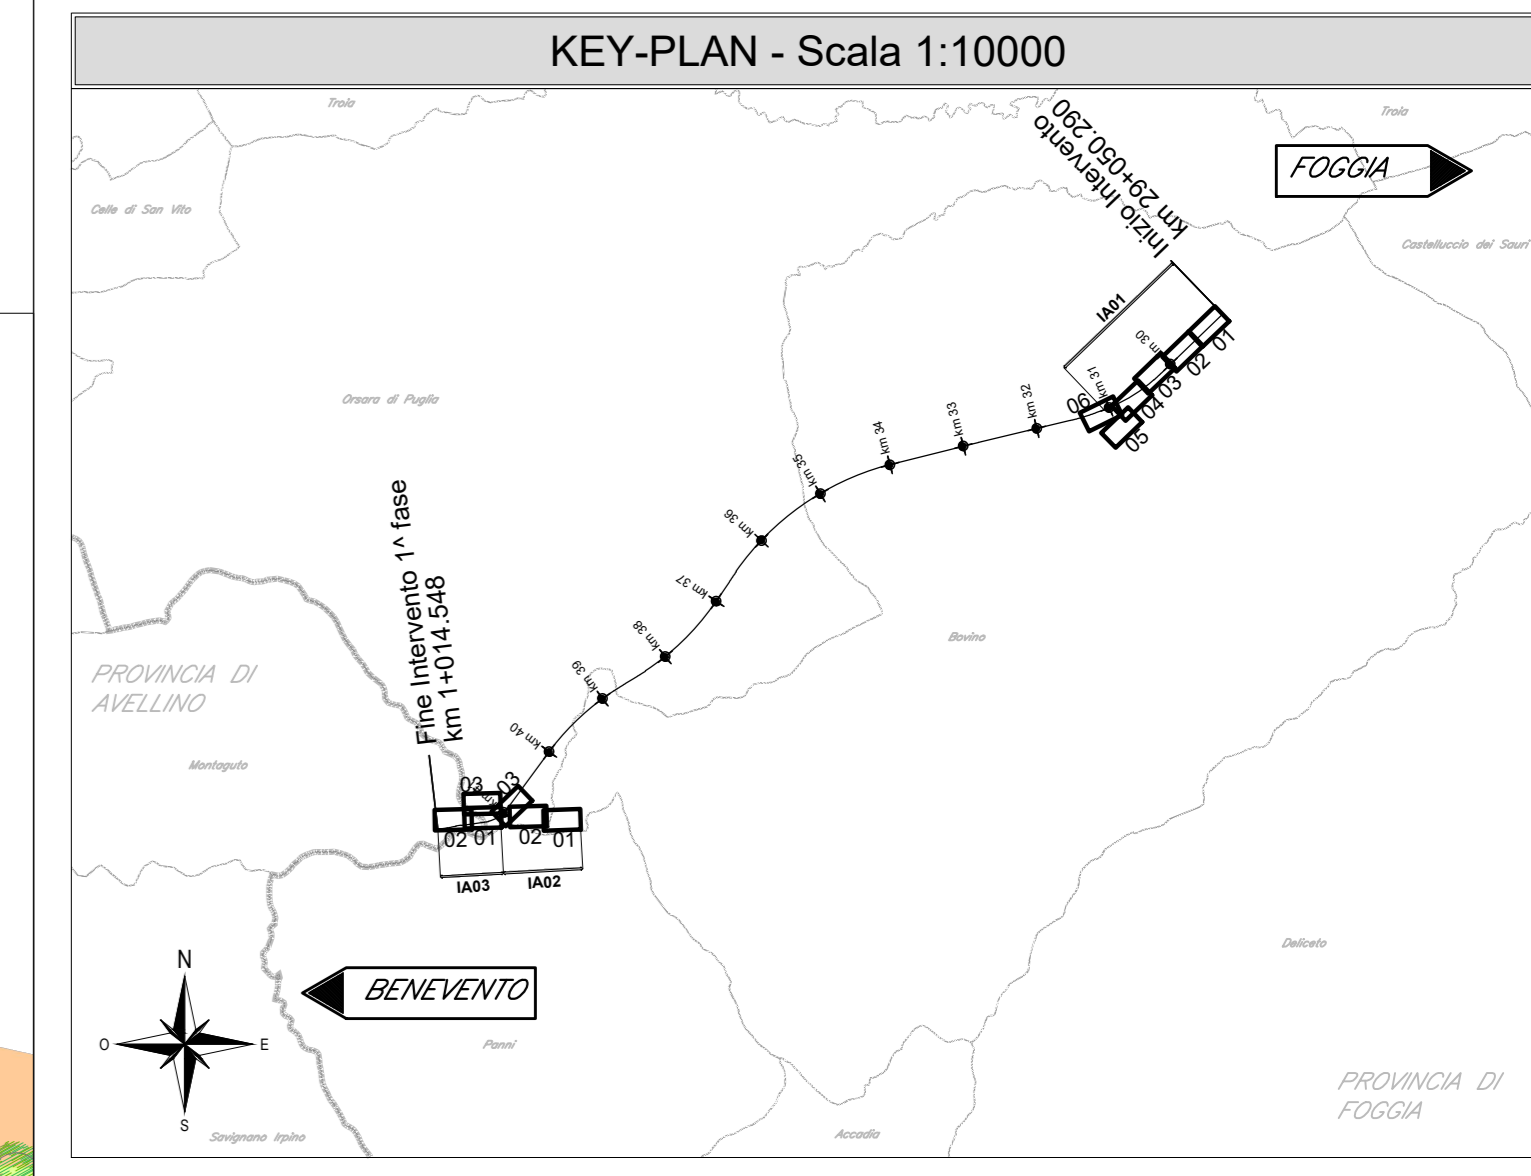 KEY-PLAN - Scala 1:10000
Troia
Troia
FOGGIA
Inizio Intervento
km 29+050.290
Celle di San Vito
Castelluccio dei Sauri
IA01
01
02
03
04
05
06
km 30
km 31
km 32
km 33
km 34
km 35
km 36
km 37
km 38
km 39
km 40
Orsara di Puglia
Fine Intervento 1^ fase
km 1+014.548
Bovino
PROVINCIA DI
AVELLINO
Montaguto
03
03
02
01
02
01
IA03
IA02
Deliceto
BENEVENTO
N
O
E
S
Panni
PROVINCIA DI
FOGGIA
Savignano Irpino
Accadia